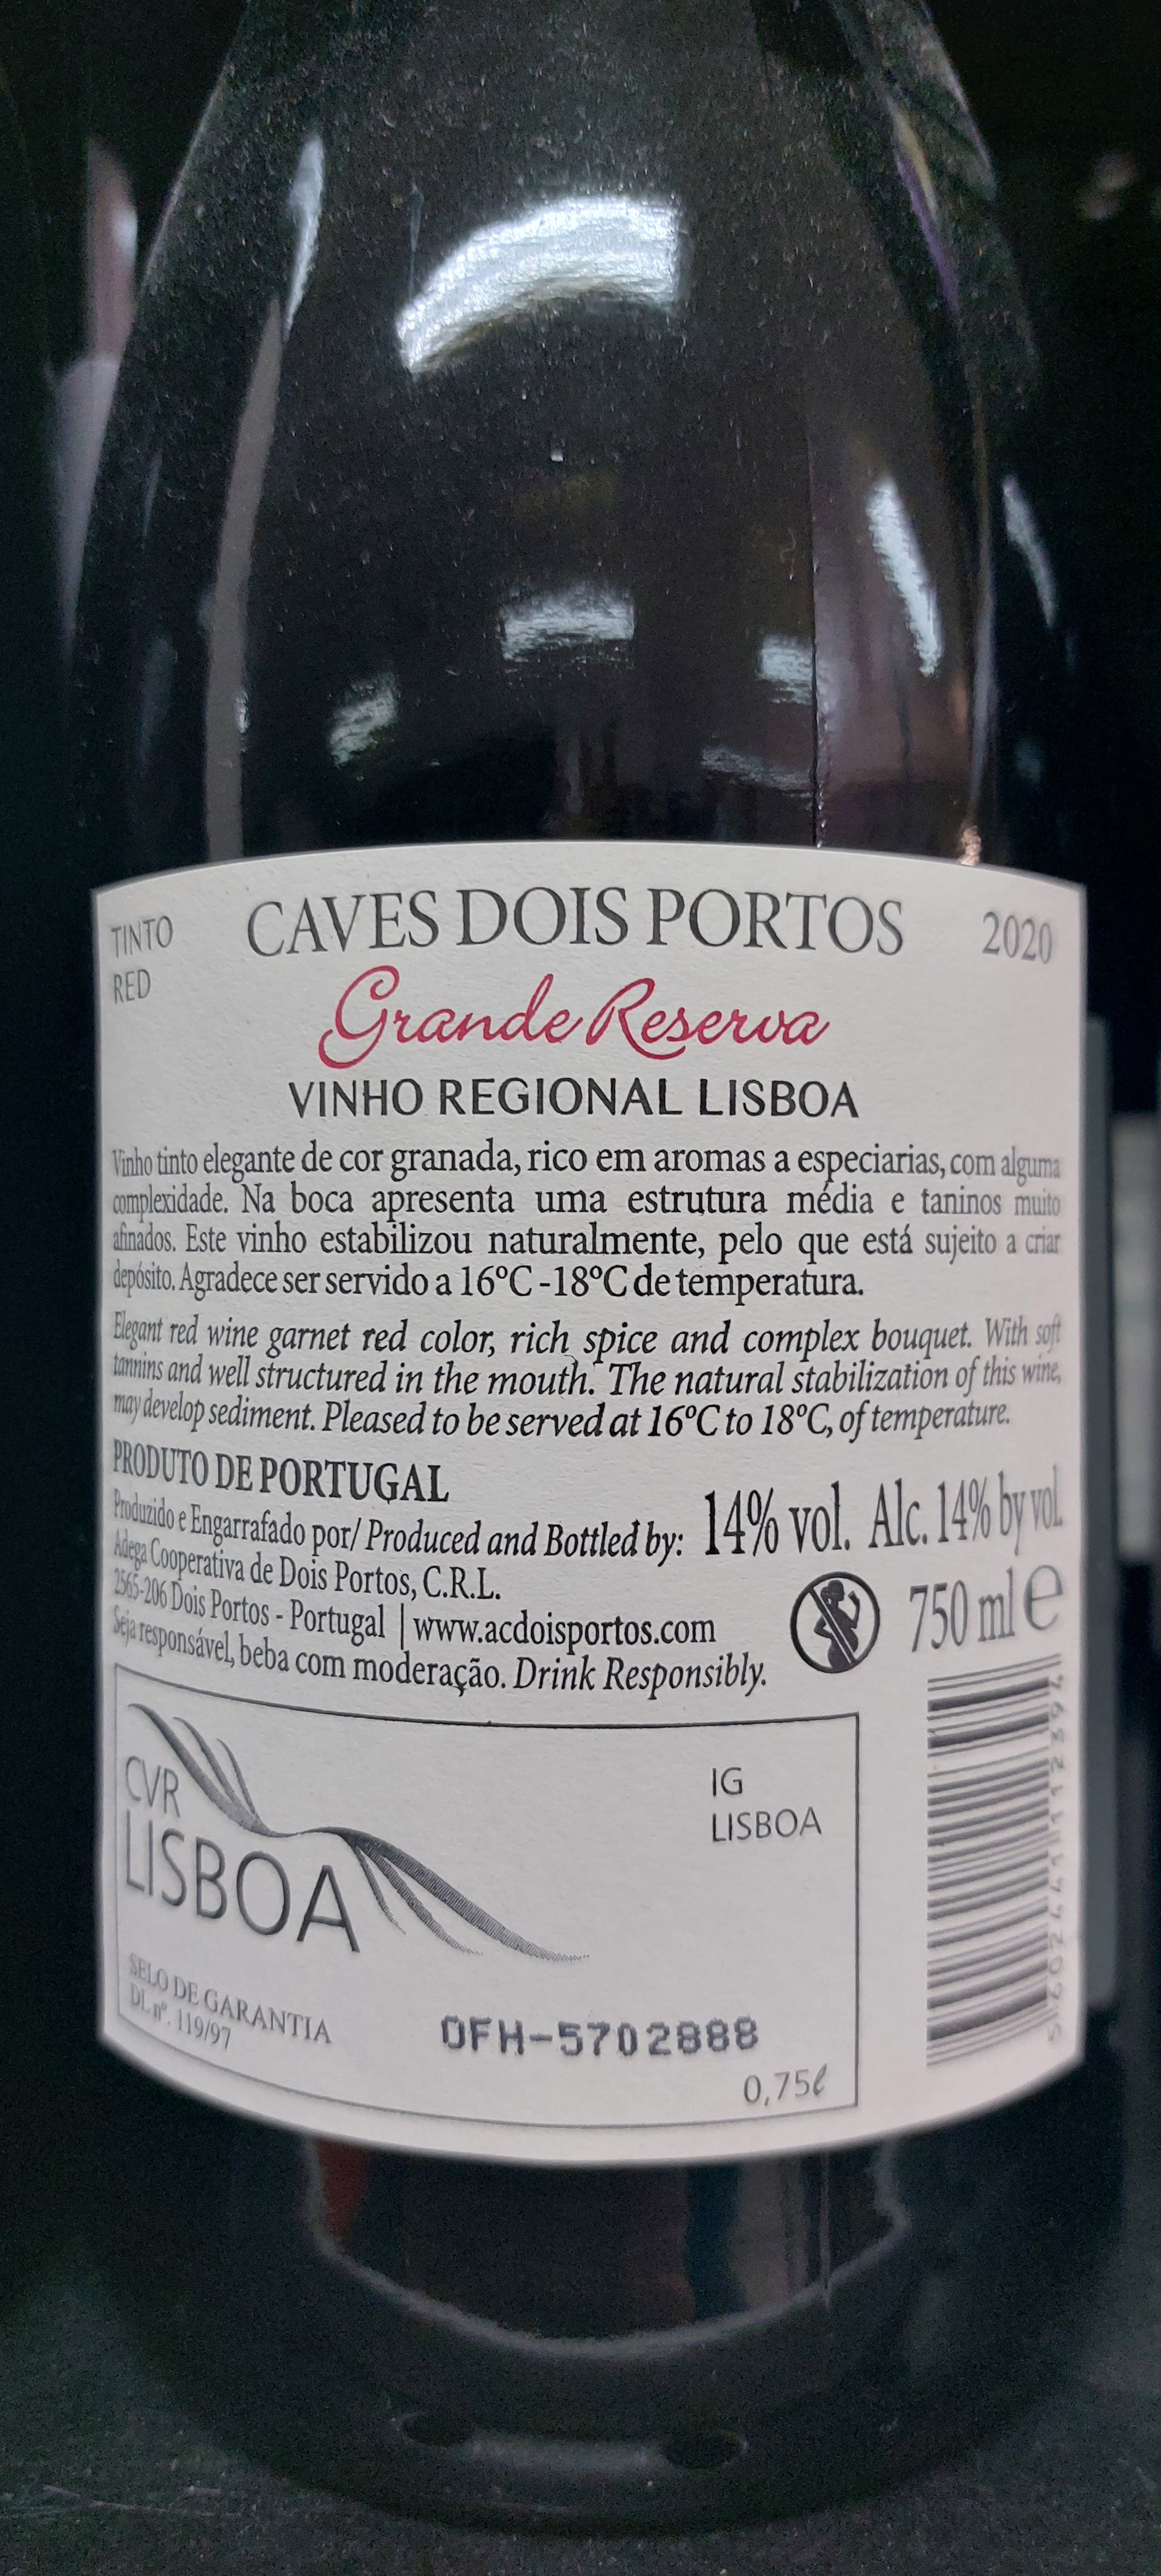 TINTO
RED
CAVES DOIS PORTOS
2020
Grande Reserva
VINHO REGIONAL LISBOA
Vinho tinto elegante de cor granada, rico em aromas a especiarias, com alguma
complexidade. Na boca apresenta uma estrutura média e taninos muito
afinados. Este vinho estabilizou naturalmente, pelo que está sujeito a criar
depósito. Agradece ser servido a 16ºC -18ºC de temperatura.
Elegant red wine garnet red color, rich spice and complex bouquet. With soft
tannins and well structured in the mouth. The natural stabilization of this wine,
may develop sediment. Pleased to be served at 16ºC to 18ºC, of temperature.
PRODUTO DE PORTUGAL
Produzido e Engarrafado por/ Produced and Bottled by:
Adega Cooperativa de Dois Portos, C.R.L.
2565-206 Dois Portos - Portugal | www.acdoisportos.com
Seja responsável, beba com moderação. Drink Responsibly.
14% vol. Alc. 14% by vol.
750 ml e
CVR
LISBOA
IG
LISBOA
SELO DE GARANTIA
DL nº. 119/97
OFH-5702888
0,75ℓ